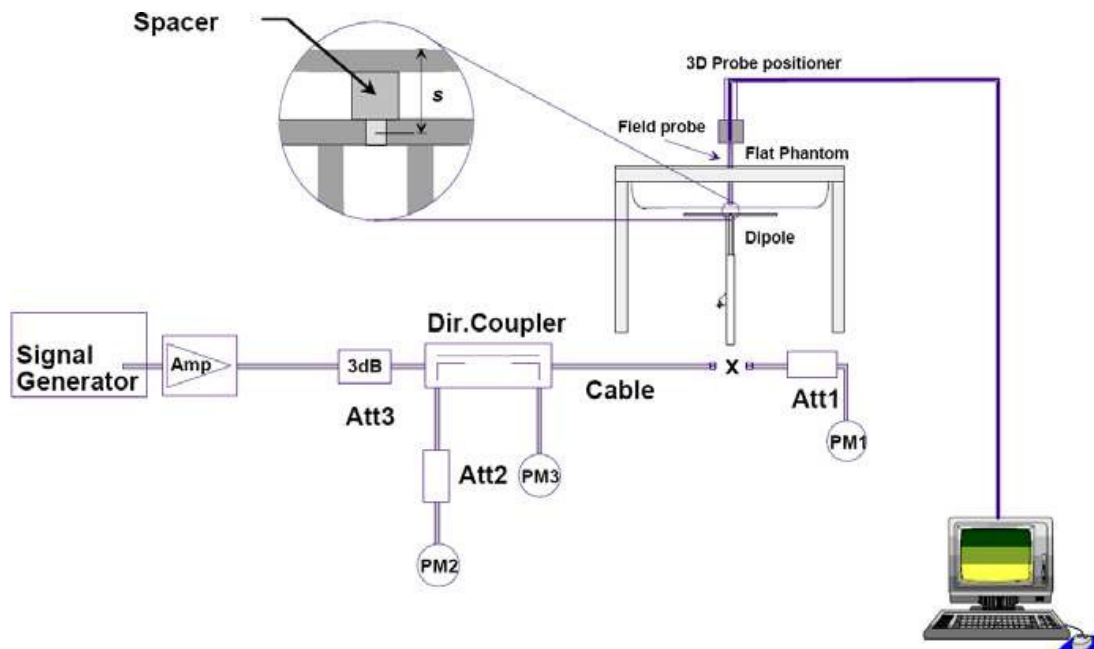 Spacer
s
3D Probe positioner
Field probe
Flat Phantom
Dipole
Dir.Coupler
Signal
Generator
Amp
3dB
Cable
x
Att1
Att3
PM1
Att2
PM3
PM2